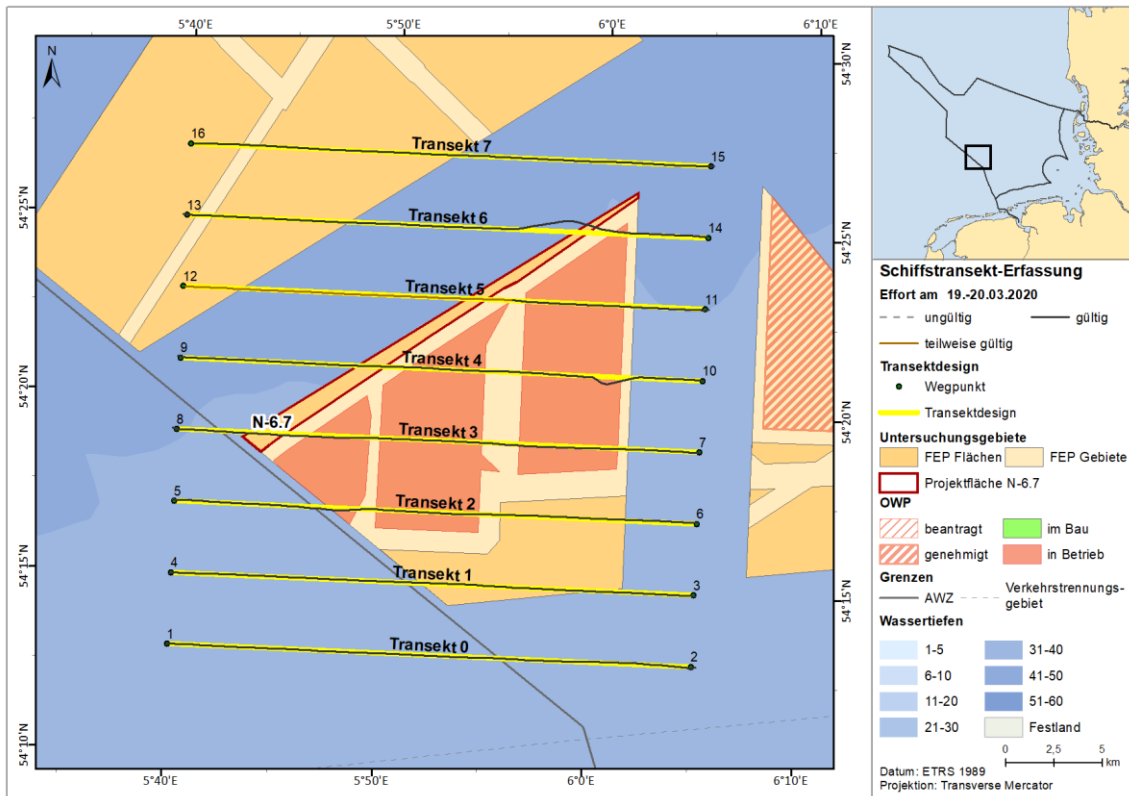 5°40'E 5°50'E 6°0'E 6°10'E
N
54°30'N
54°25'N
54°20'N
54°15'N
54°10'N
16 Transekt 7 15
13 Transekt 6 14
12 Transekt 5 11
9 Transekt 4 10
N-6.7
8 Transekt 3 7
5 Transekt 2 6
4 Transekt 1 3
1 Transekt 0 2
54°25'N
54°20'N
54°15'N
5°40'E 5°50'E 6°0'E 6°10'E
Schiffstransekt-Erfassung
Effort am 19.-20.03.2020
ungültig gültig
teilweise gültig
Transektdesign
Wegpunkt
Transektdesign
Untersuchungsgebiete
FEP Flächen FEP Gebiete
Projektfläche N-6.7
OWP
beantragt im Bau
genehmigt in Betrieb
Grenzen
AWZ Verkehrstrennungs-
gebiet
Wassertiefen
1-5 31-40
6-10 41-50
11-20 51-60
21-30 Festland
0 2,5 5
km
Datum: ETRS 1989
Projektion: Transverse Mercator